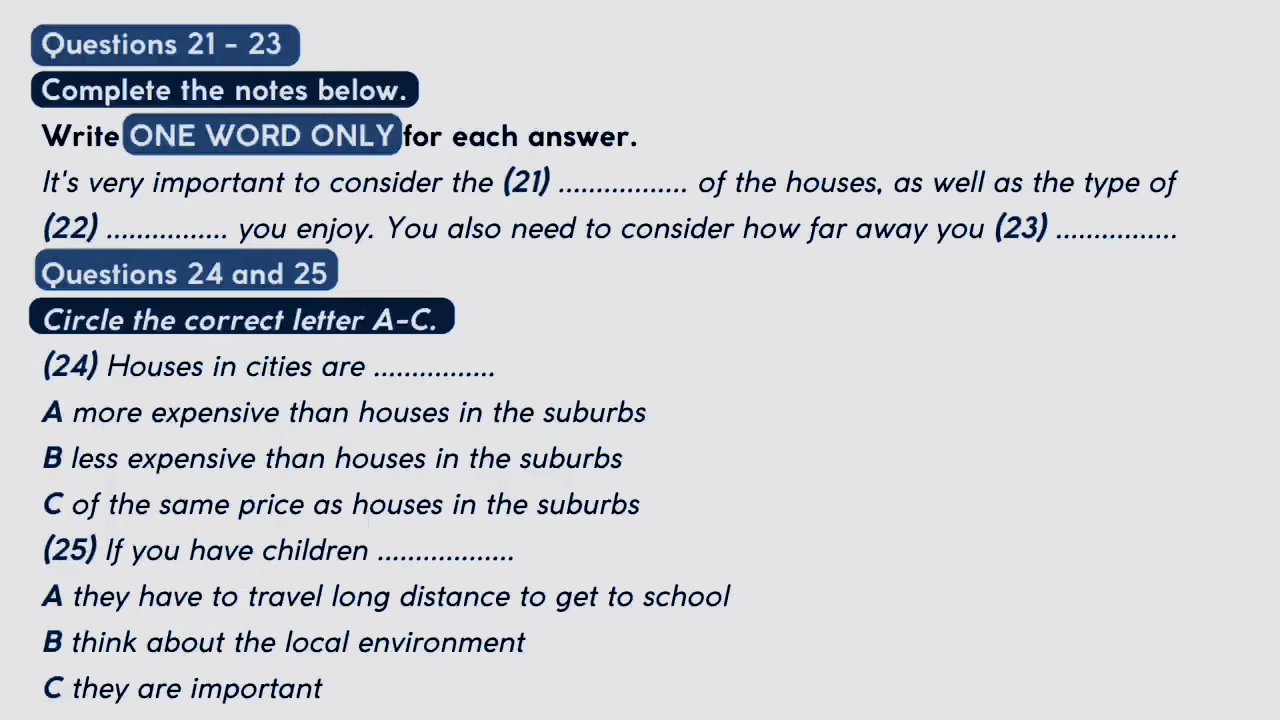 Questions 21 - 23
Complete the notes below.
Write ONE WORD ONLY for each answer.
It's very important to consider the (21) ................. of the houses, as well as the type of
(22) ................ you enjoy. You also need to consider how far away you (23) ................
Questions 24 and 25
Circle the correct letter A-C.
(24) Houses in cities are ................
A more expensive than houses in the suburbs
B less expensive than houses in the suburbs
C of the same price as houses in the suburbs
(25) If you have children ..................
A they have to travel long distance to get to school
B think about the local environment
C they are important